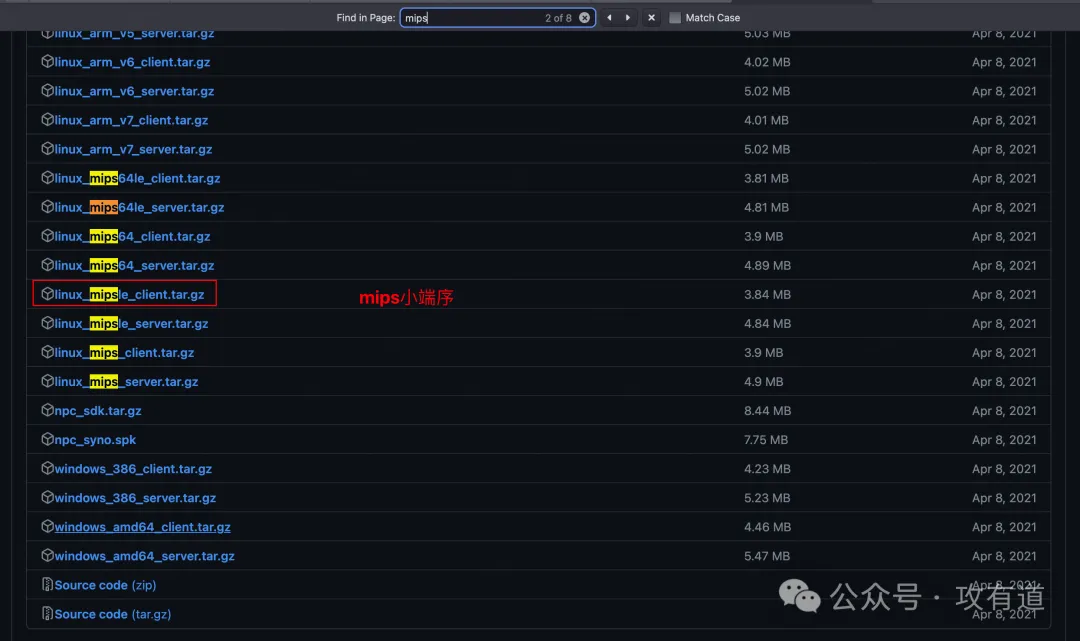 Find in Page: mips 2 of 8 Match Case
linux_arm_v5_server.tar.gz 5.03 MB Apr 8, 2021
linux_arm_v6_client.tar.gz 4.02 MB Apr 8, 2021
linux_arm_v6_server.tar.gz 5.02 MB Apr 8, 2021
linux_arm_v7_client.tar.gz 4.01 MB Apr 8, 2021
linux_arm_v7_server.tar.gz 5.02 MB Apr 8, 2021
linux_mips64le_client.tar.gz 3.81 MB Apr 8, 2021
linux_mips64le_server.tar.gz 4.81 MB Apr 8, 2021
linux_mips64_client.tar.gz 3.9 MB Apr 8, 2021
linux_mips64_server.tar.gz 4.89 MB Apr 8, 2021
linux_mipsle_client.tar.gz mips小端序 3.84 MB Apr 8, 2021
linux_mipsle_server.tar.gz 4.84 MB Apr 8, 2021
linux_mips_client.tar.gz 3.9 MB Apr 8, 2021
linux_mips_server.tar.gz 4.9 MB Apr 8, 2021
npc_sdk.tar.gz 8.44 MB Apr 8, 2021
npc_syno.spk 7.75 MB Apr 8, 2021
windows_386_client.tar.gz 4.23 MB Apr 8, 2021
windows_386_server.tar.gz 5.23 MB Apr 8, 2021
windows_amd64_client.tar.gz 4.46 MB Apr 8, 2021
windows_amd64_server.tar.gz 5.47 MB Apr 8, 2021
Source code (zip) Apr 8, 2021
公众号 · 攻有道
Source code (tar.gz) Apr 8, 2021